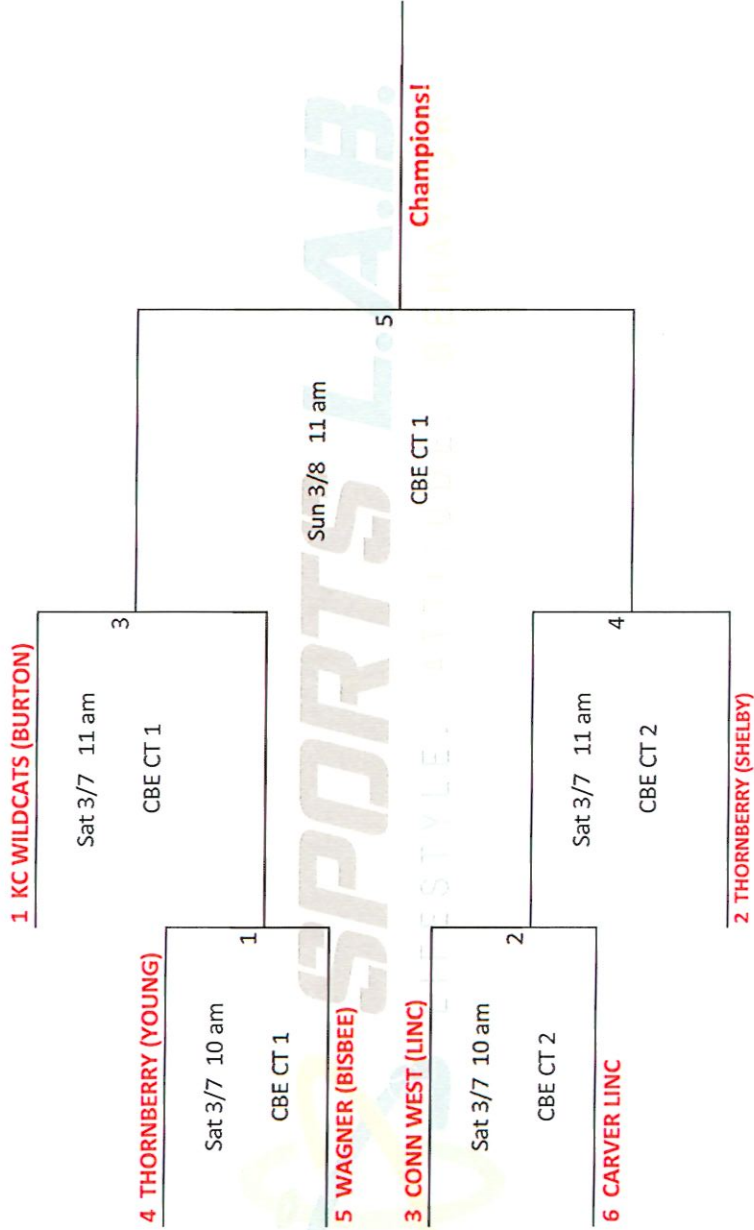 1 KC WILDCATS (BURTON)
Sat 3/7 11 am
3
CBE CT 1
4 THORNBERRY (YOUNG)
Sat 3/7 10 am
1
CBE CT 1
5 WAGNER (BISBEE)
Sun 3/8 11 am
5
CBE CT 1
Champions!
SPORTS L.A.B.
3 CONN WEST (LINC)
Sat 3/7 10 am
2
CBE CT 2
6 CARVER LINC
Sat 3/7 11 am
4
CBE CT 2
2 THORNBERRY (SHELBY)